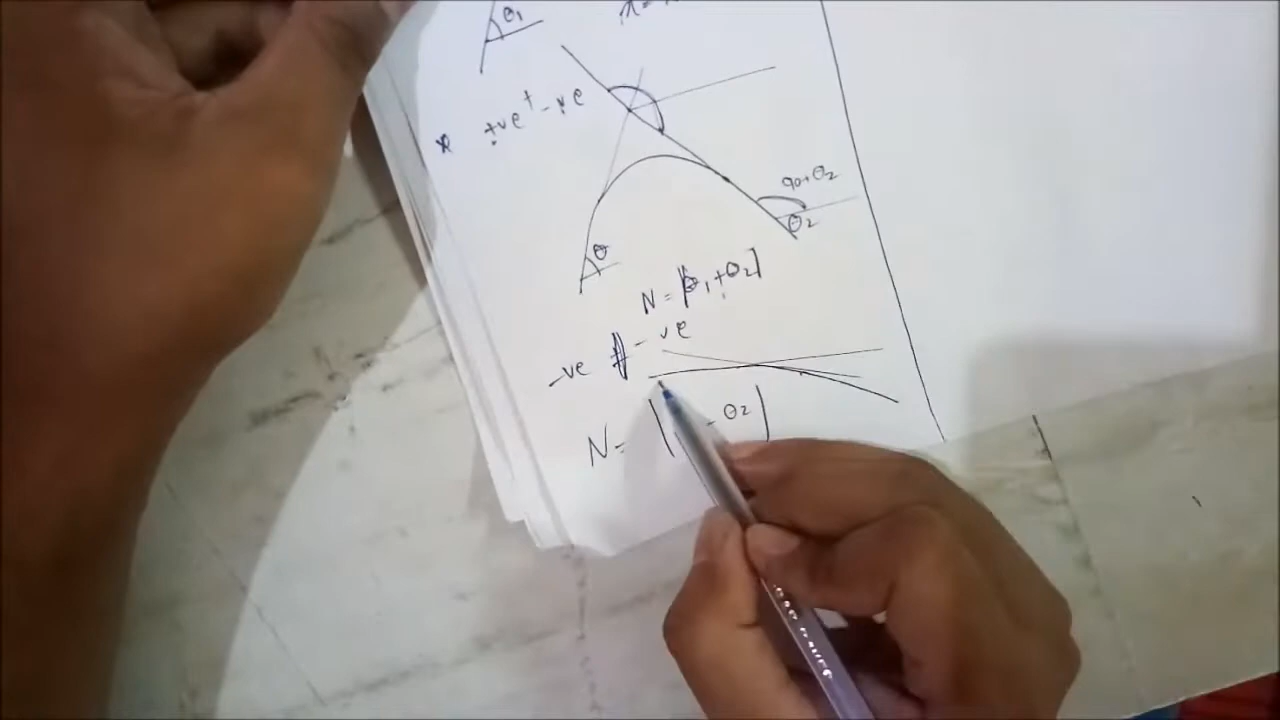 θ₁
+ve + -ve
90+θ₂
θ₂
θ
N = |θ₁+θ₂|
-ve - ve
N = | - θ₂|